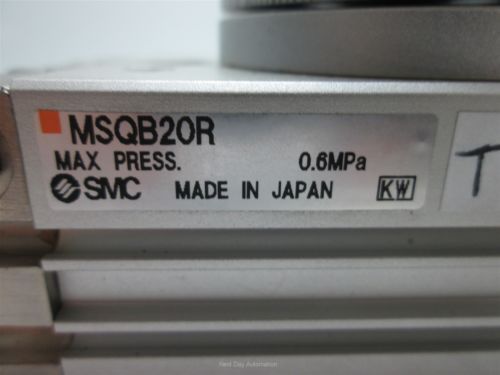 MSQB20R
MAX PRESS. 0.6MPa
SMC MADE IN JAPAN KW
T
Next Day Automation